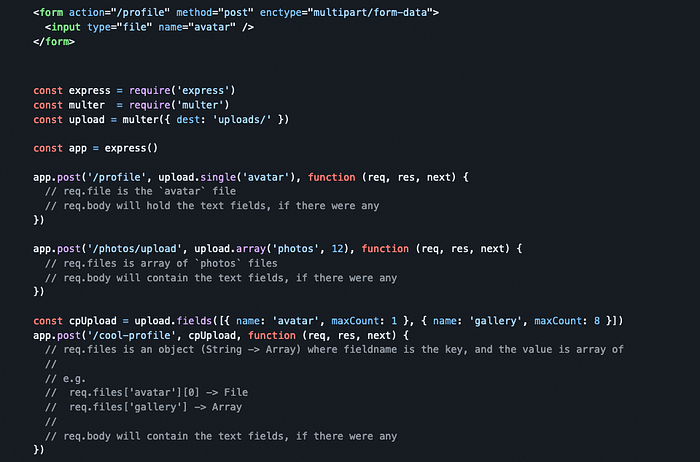 <form action="/profile" method="post" enctype="multipart/form-data">
  <input type="file" name="avatar" />
</form>
const express = require('express')
const multer  = require('multer')
const upload = multer({ dest: 'uploads/' })
const app = express()
app.post('/profile', upload.single('avatar'), function (req, res, next) {
  // req.file is the `avatar` file
  // req.body will hold the text fields, if there were any
})
app.post('/photos/upload', upload.array('photos', 12), function (req, res, next) {
  // req.files is array of `photos` files
  // req.body will contain the text fields, if there were any
})
const cpUpload = upload.fields([{ name: 'avatar', maxCount: 1 }, { name: 'gallery', maxCount: 8 }])
app.post('/cool-profile', cpUpload, function (req, res, next) {
  // req.files is an object (String -> Array) where fieldname is the key, and the value is array of
  //
  // e.g.
  //  req.files['avatar'][0] -> File
  //  req.files['gallery'] -> Array
  //
  // req.body will contain the text fields, if there were any
})